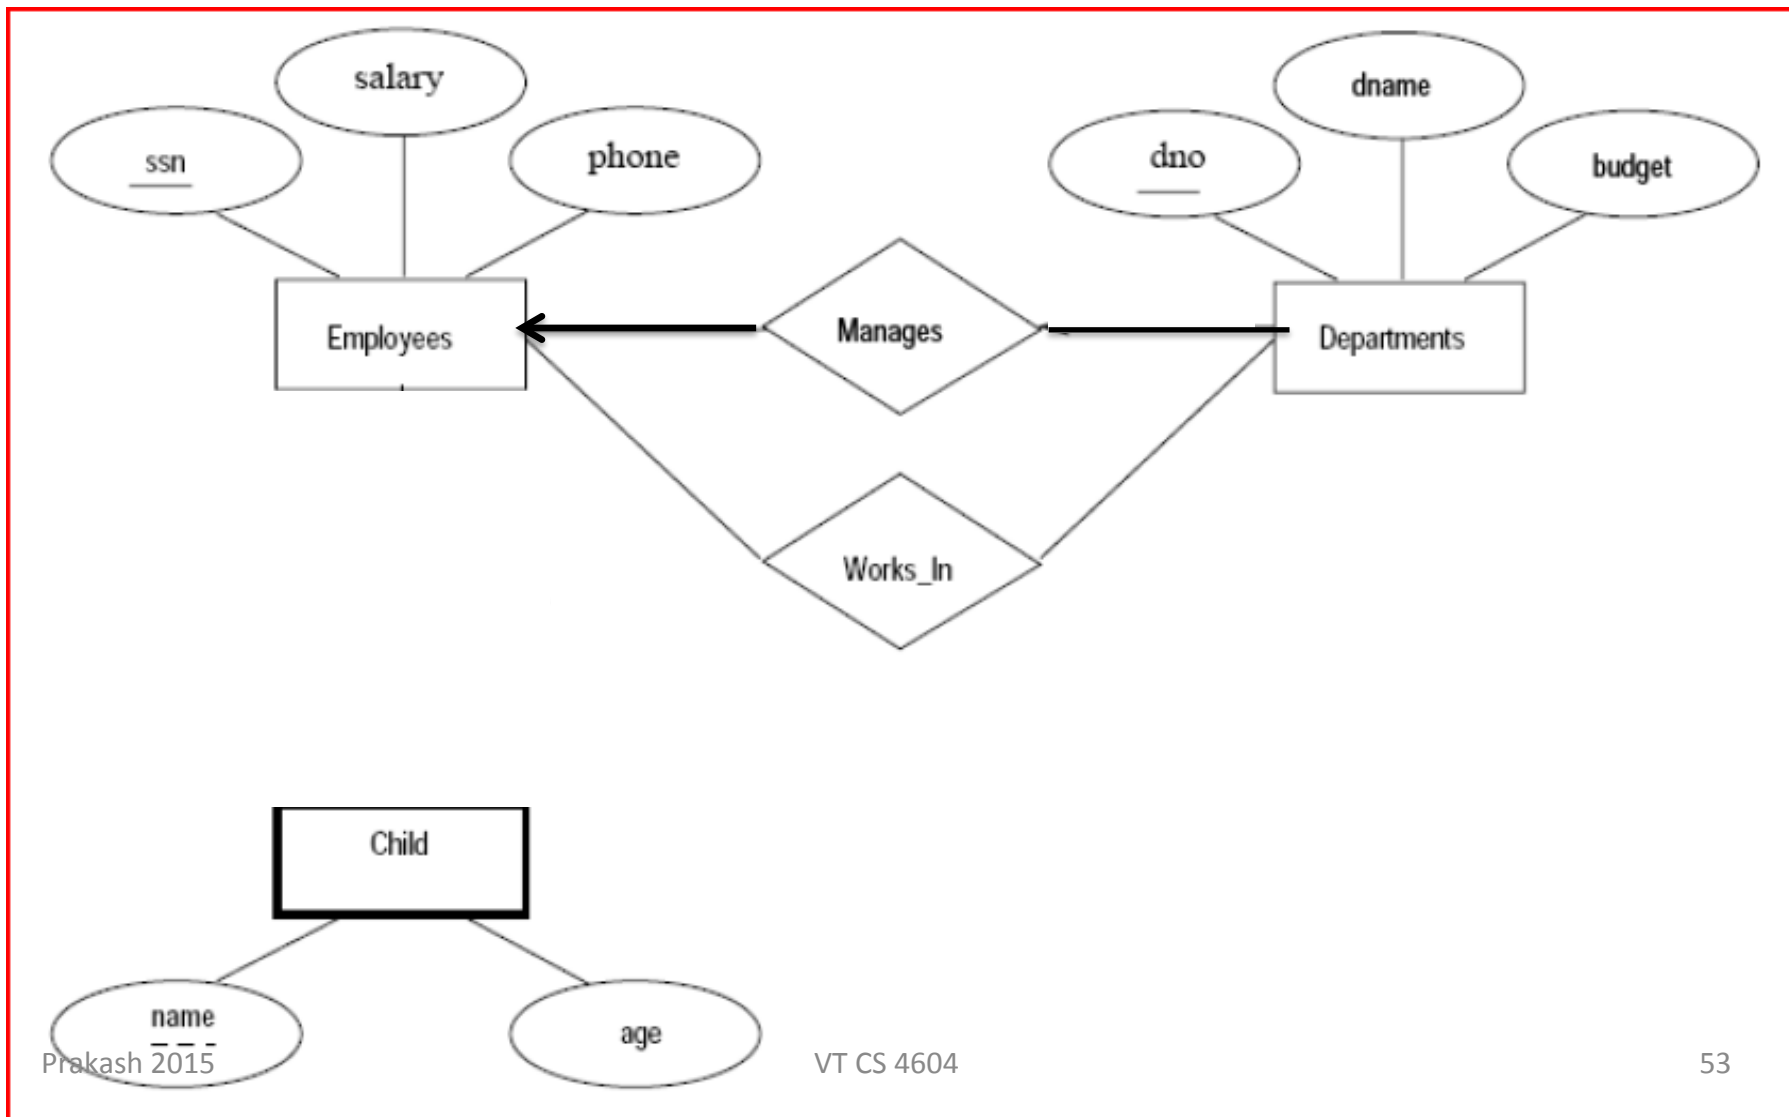 salary
dname
ssn
phone
dno
budget
Employees
Manages
Departments
Works_In
Child
name
age
Prakash 2015
VT CS 4604
53